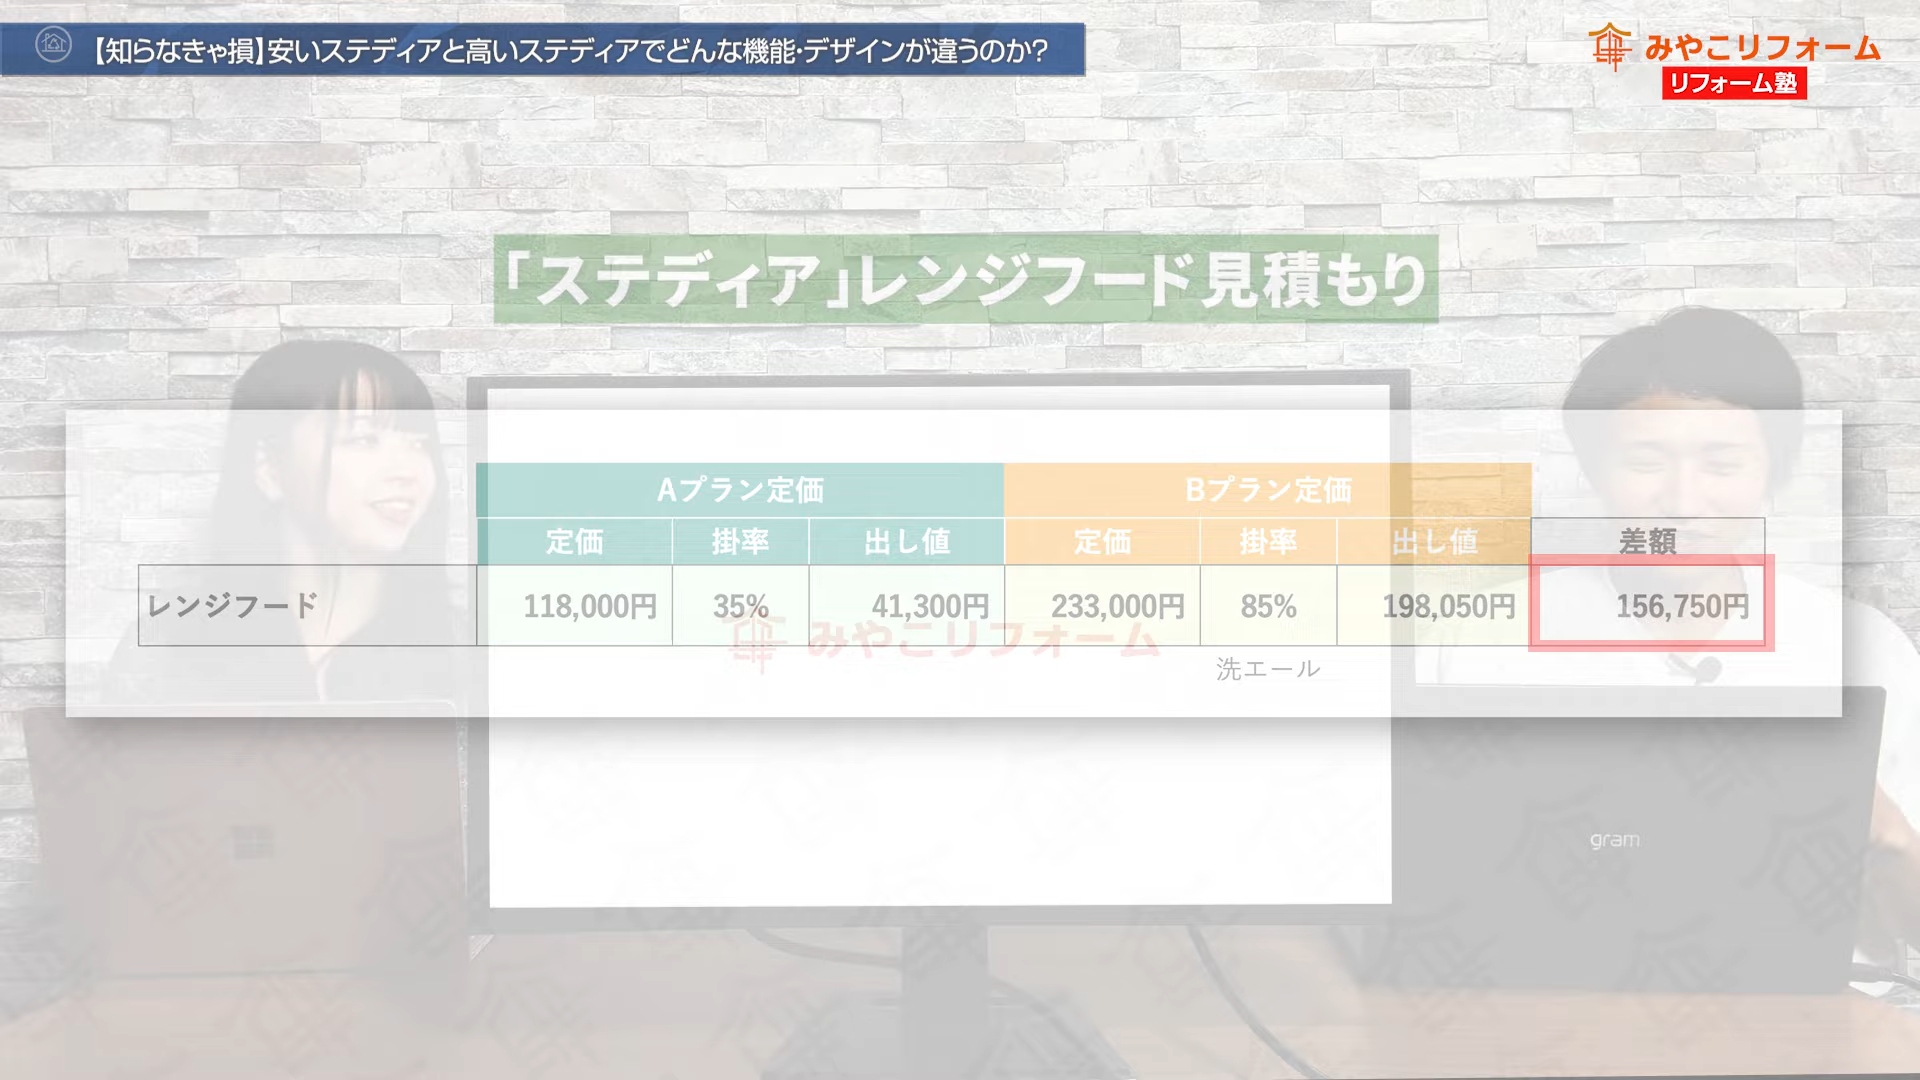 【知らなきゃ損】安いステディアと高いステディアでどんな機能・デザインが違うのか?
みやこリフォーム
リフォーム塾
「ステディア」レンジフード見積もり
Aプラン定価 Bプラン定価
定価 掛率 出し値 定価 掛率 出し値 差額
レンジフード 118,000円 35% 41,300円 233,000円 85% 198,050円 156,750円
みやこリフォーム
洗エール
gram